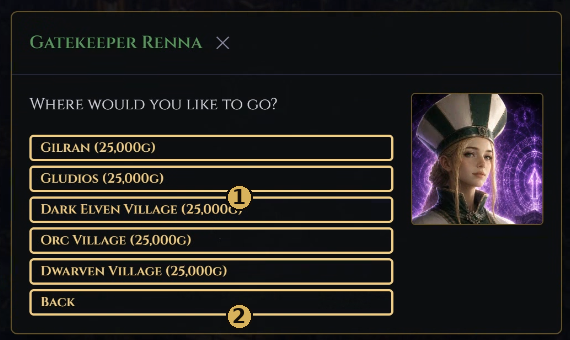 Gatekeeper Renna
Where would you like to go?
Gilran (25,000g)
Gludios (25,000g)
1
Dark Elven Village (25,000g)
Orc Village (25,000g)
Dwarven Village (25,000g)
Back
2